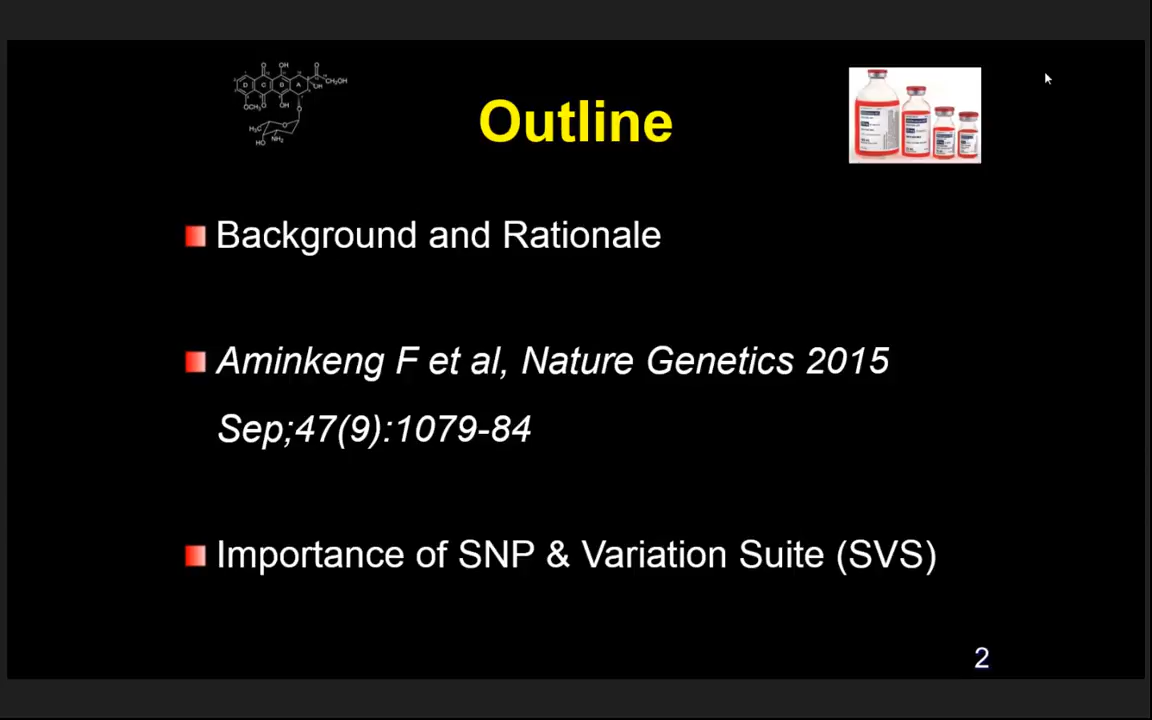 Outline
Background and Rationale
Aminkeng F et al, Nature Genetics 2015
Sep;47(9):1079-84
Importance of SNP & Variation Suite (SVS)
2